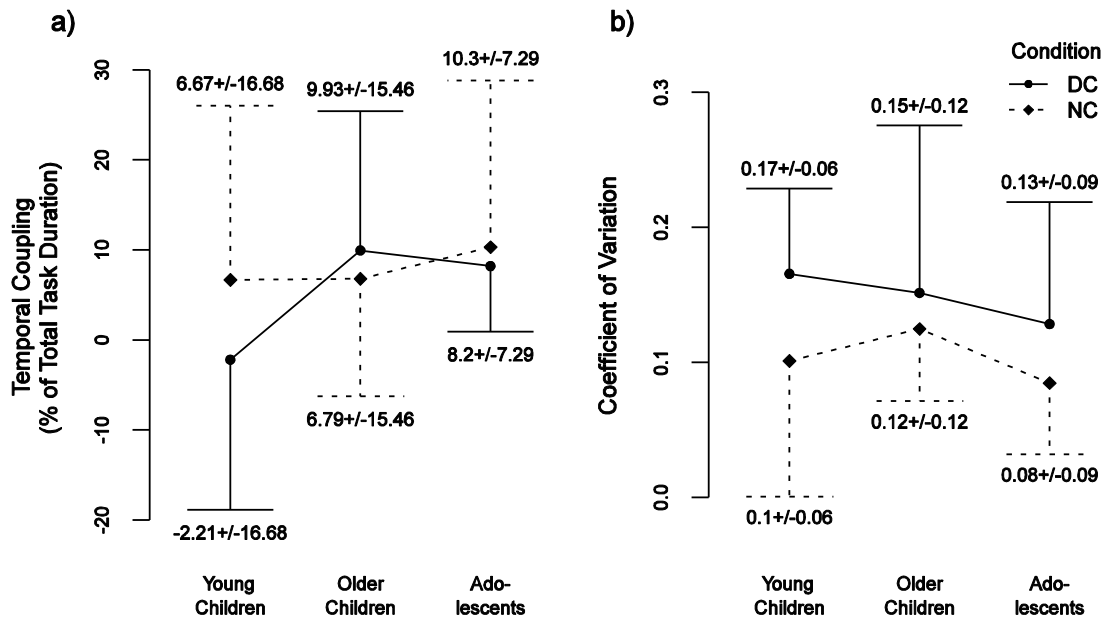 a)
Temporal Coupling
(% of Total Task Duration)
30
20
10
0
-10
-20
6.67+/-16.68
9.93+/-15.46
10.3+/-7.29
-2.21+/-16.68
6.79+/-15.46
8.2+/-7.29
Young
Children
Older
Children
Ado-
lescents
b)
Condition
DC
NC
Coefficient of Variation
0.3
0.2
0.1
0.0
0.17+/-0.06
0.15+/-0.12
0.13+/-0.09
0.1+/-0.06
0.12+/-0.12
0.08+/-0.09
Young
Children
Older
Children
Ado-
lescents